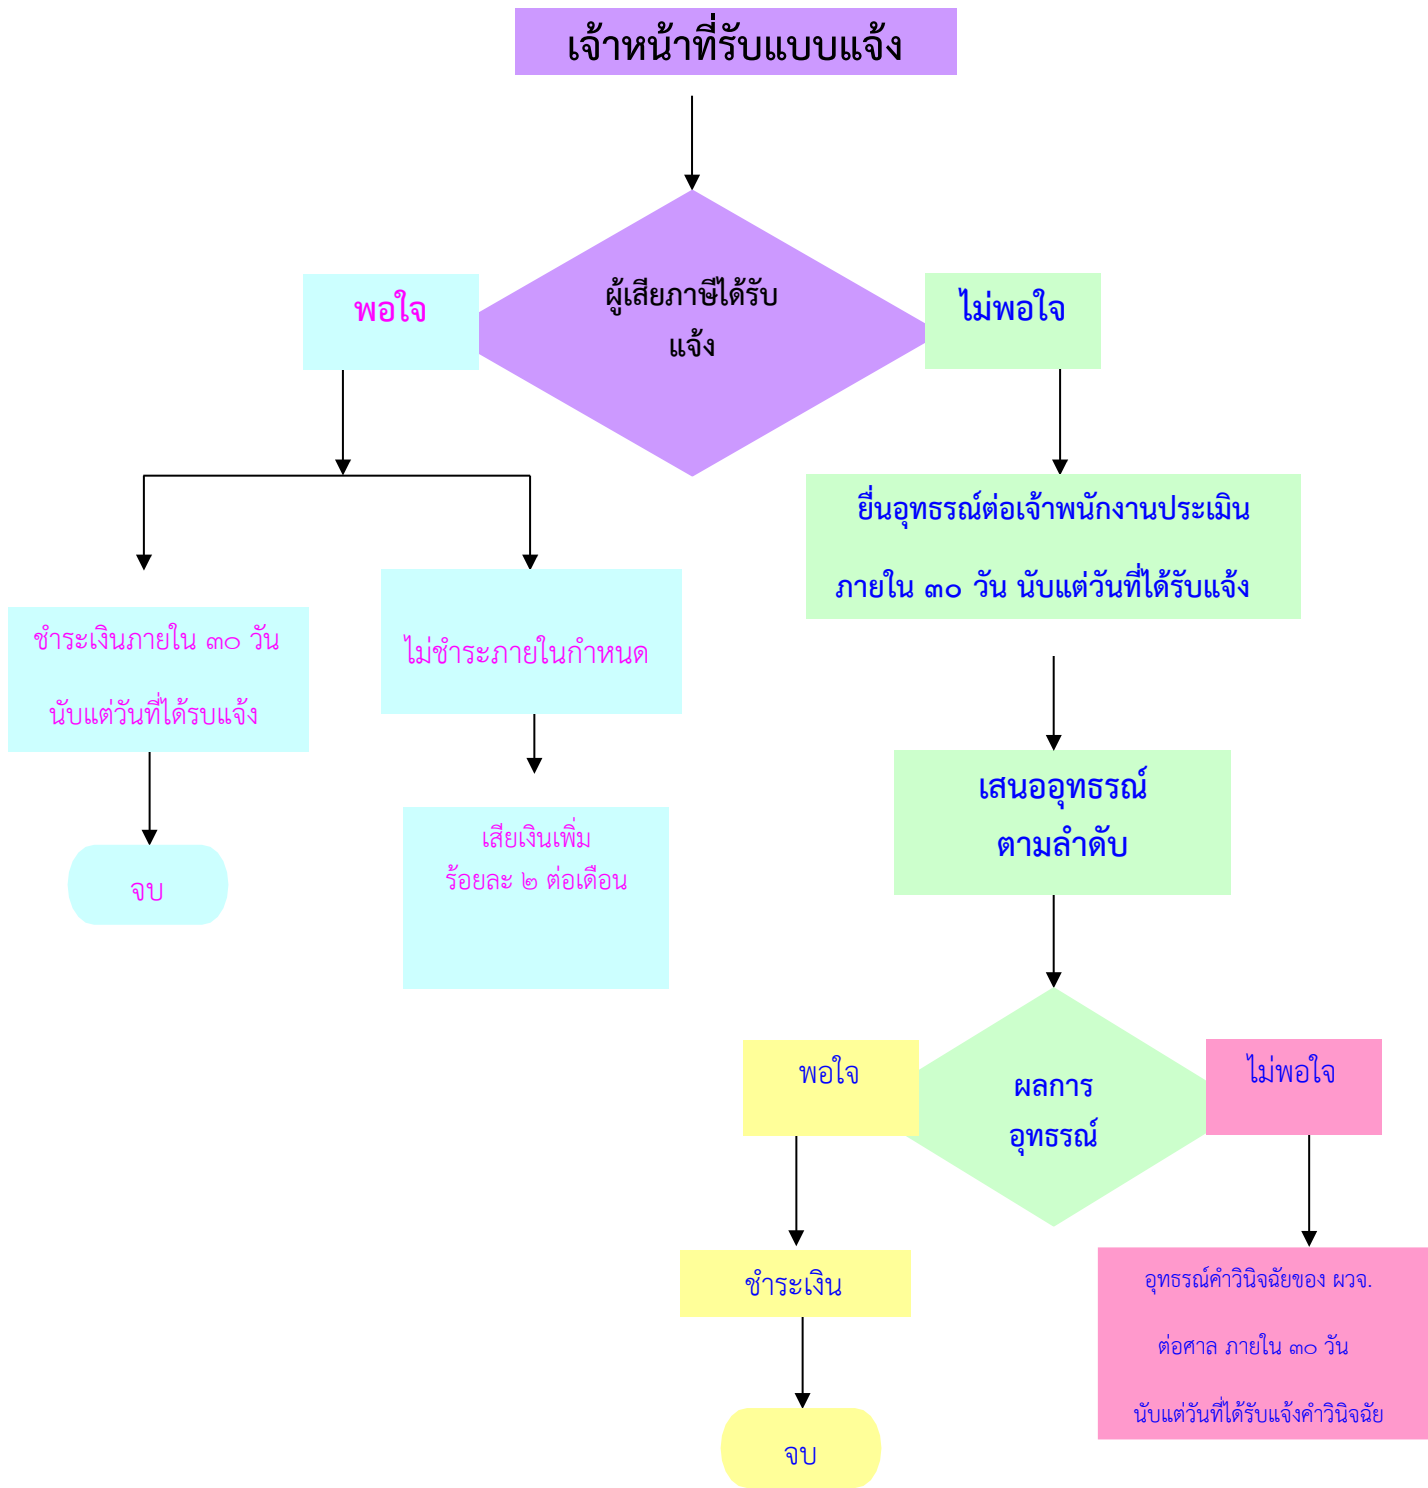 เจ้าหน้าที่รับแบบแจ้ง
ผู้เสียภาษีได้รับ
แจ้ง
พอใจ
ไม่พอใจ
ชำระเงินภายใน ๓๐ วัน
นับแต่วันที่ได้รบแจ้ง
จบ
ไม่ชำระภายในกำหนด
เสียเงินเพิ่ม
ร้อยละ ๒ ต่อเดือน
ยื่นอุทธรณ์ต่อเจ้าพนักงานประเมิน
ภายใน ๓๐ วัน นับแต่วันที่ได้รับแจ้ง
เสนออุทธรณ์
ตามลำดับ
ผลการ
อุทธรณ์
พอใจ
ไม่พอใจ
ชำระเงิน
จบ
อุทธรณ์คำวินิจฉัยของ ผวจ.
ต่อศาล ภายใน ๓๐ วัน
นับแต่วันที่ได้รับแจ้งคำวินิจฉัย